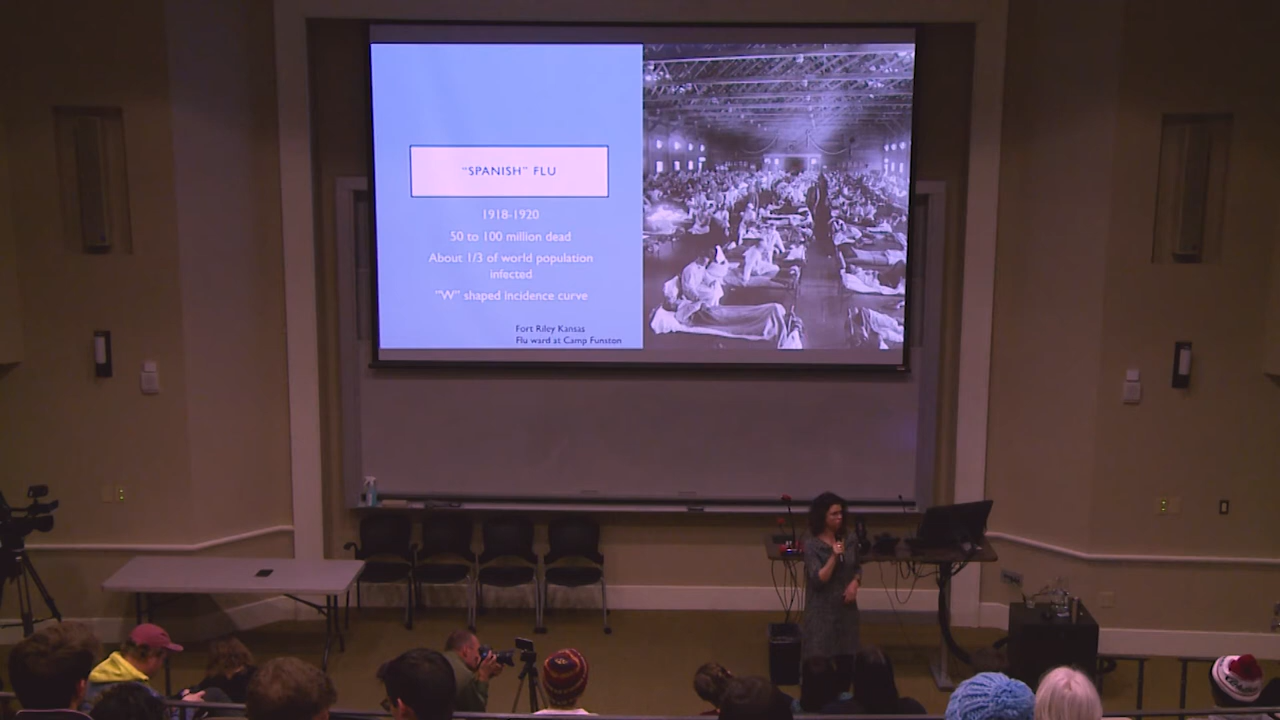 "SPANISH" FLU
1918-1920
50 to 100 million dead
About 1/3 of world population
infected
"W" shaped incidence curve
Fort Riley Kansas
Flu ward at Camp Funston